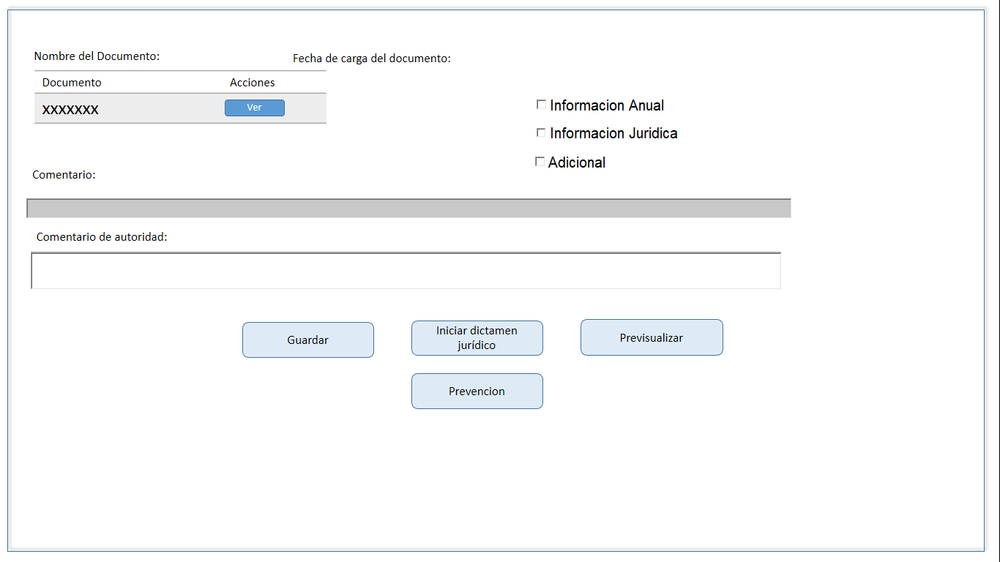 Nombre del Documento:
Fecha de carga del documento:
Documento Acciones
XXXXXXX Ver
Informacion Anual
Informacion Juridica
Adicional
Comentario:
Comentario de autoridad:
Guardar
Iniciar dictamen
jurídico
Previsualizar
Prevencion